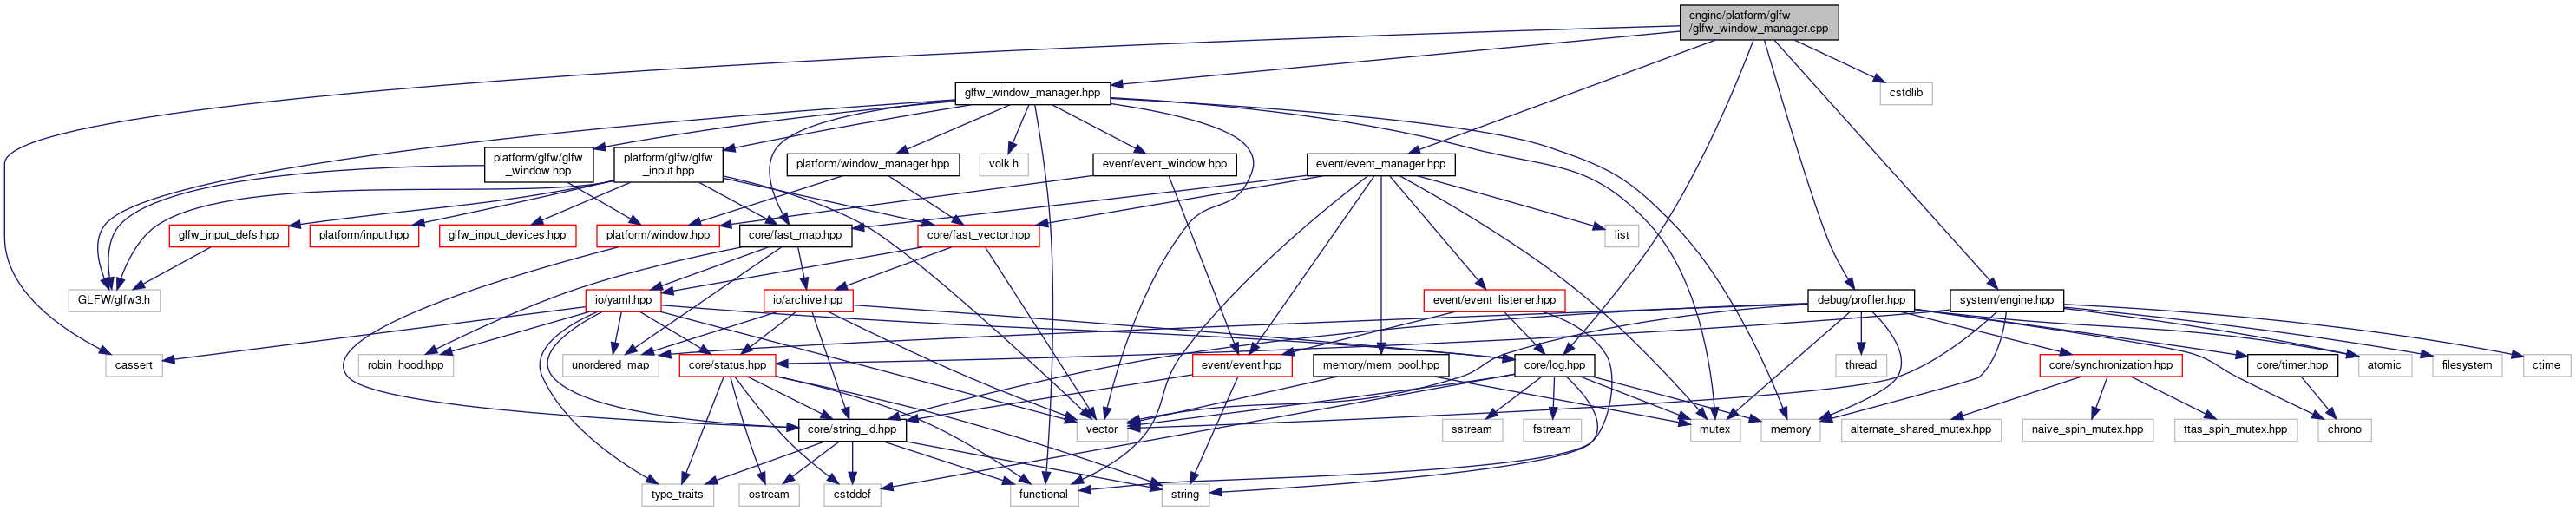 engine/platform/glfw
/glfw_window_manager.cpp
glfw_window_manager.hpp
cstdlib
platform/glfw/glfw
_window.hpp
platform/glfw/glfw
_input.hpp
platform/window_manager.hpp
volk.h
event/event_window.hpp
event/event_manager.hpp
glfw_input_defs.hpp
platform/input.hpp
glfw_input_devices.hpp
platform/window.hpp
core/fast_map.hpp
core/fast_vector.hpp
list
GLFW/glfw3.h
io/yaml.hpp
io/archive.hpp
event/event_listener.hpp
debug/profiler.hpp
system/engine.hpp
cassert
robin_hood.hpp
unordered_map
core/status.hpp
event/event.hpp
memory/mem_pool.hpp
core/log.hpp
thread
core/synchronization.hpp
core/timer.hpp
atomic
filesystem
ctime
core/string_id.hpp
vector
sstream
fstream
mutex
memory
alternate_shared_mutex.hpp
naive_spin_mutex.hpp
ttas_spin_mutex.hpp
chrono
type_traits
ostream
cstddef
functional
string